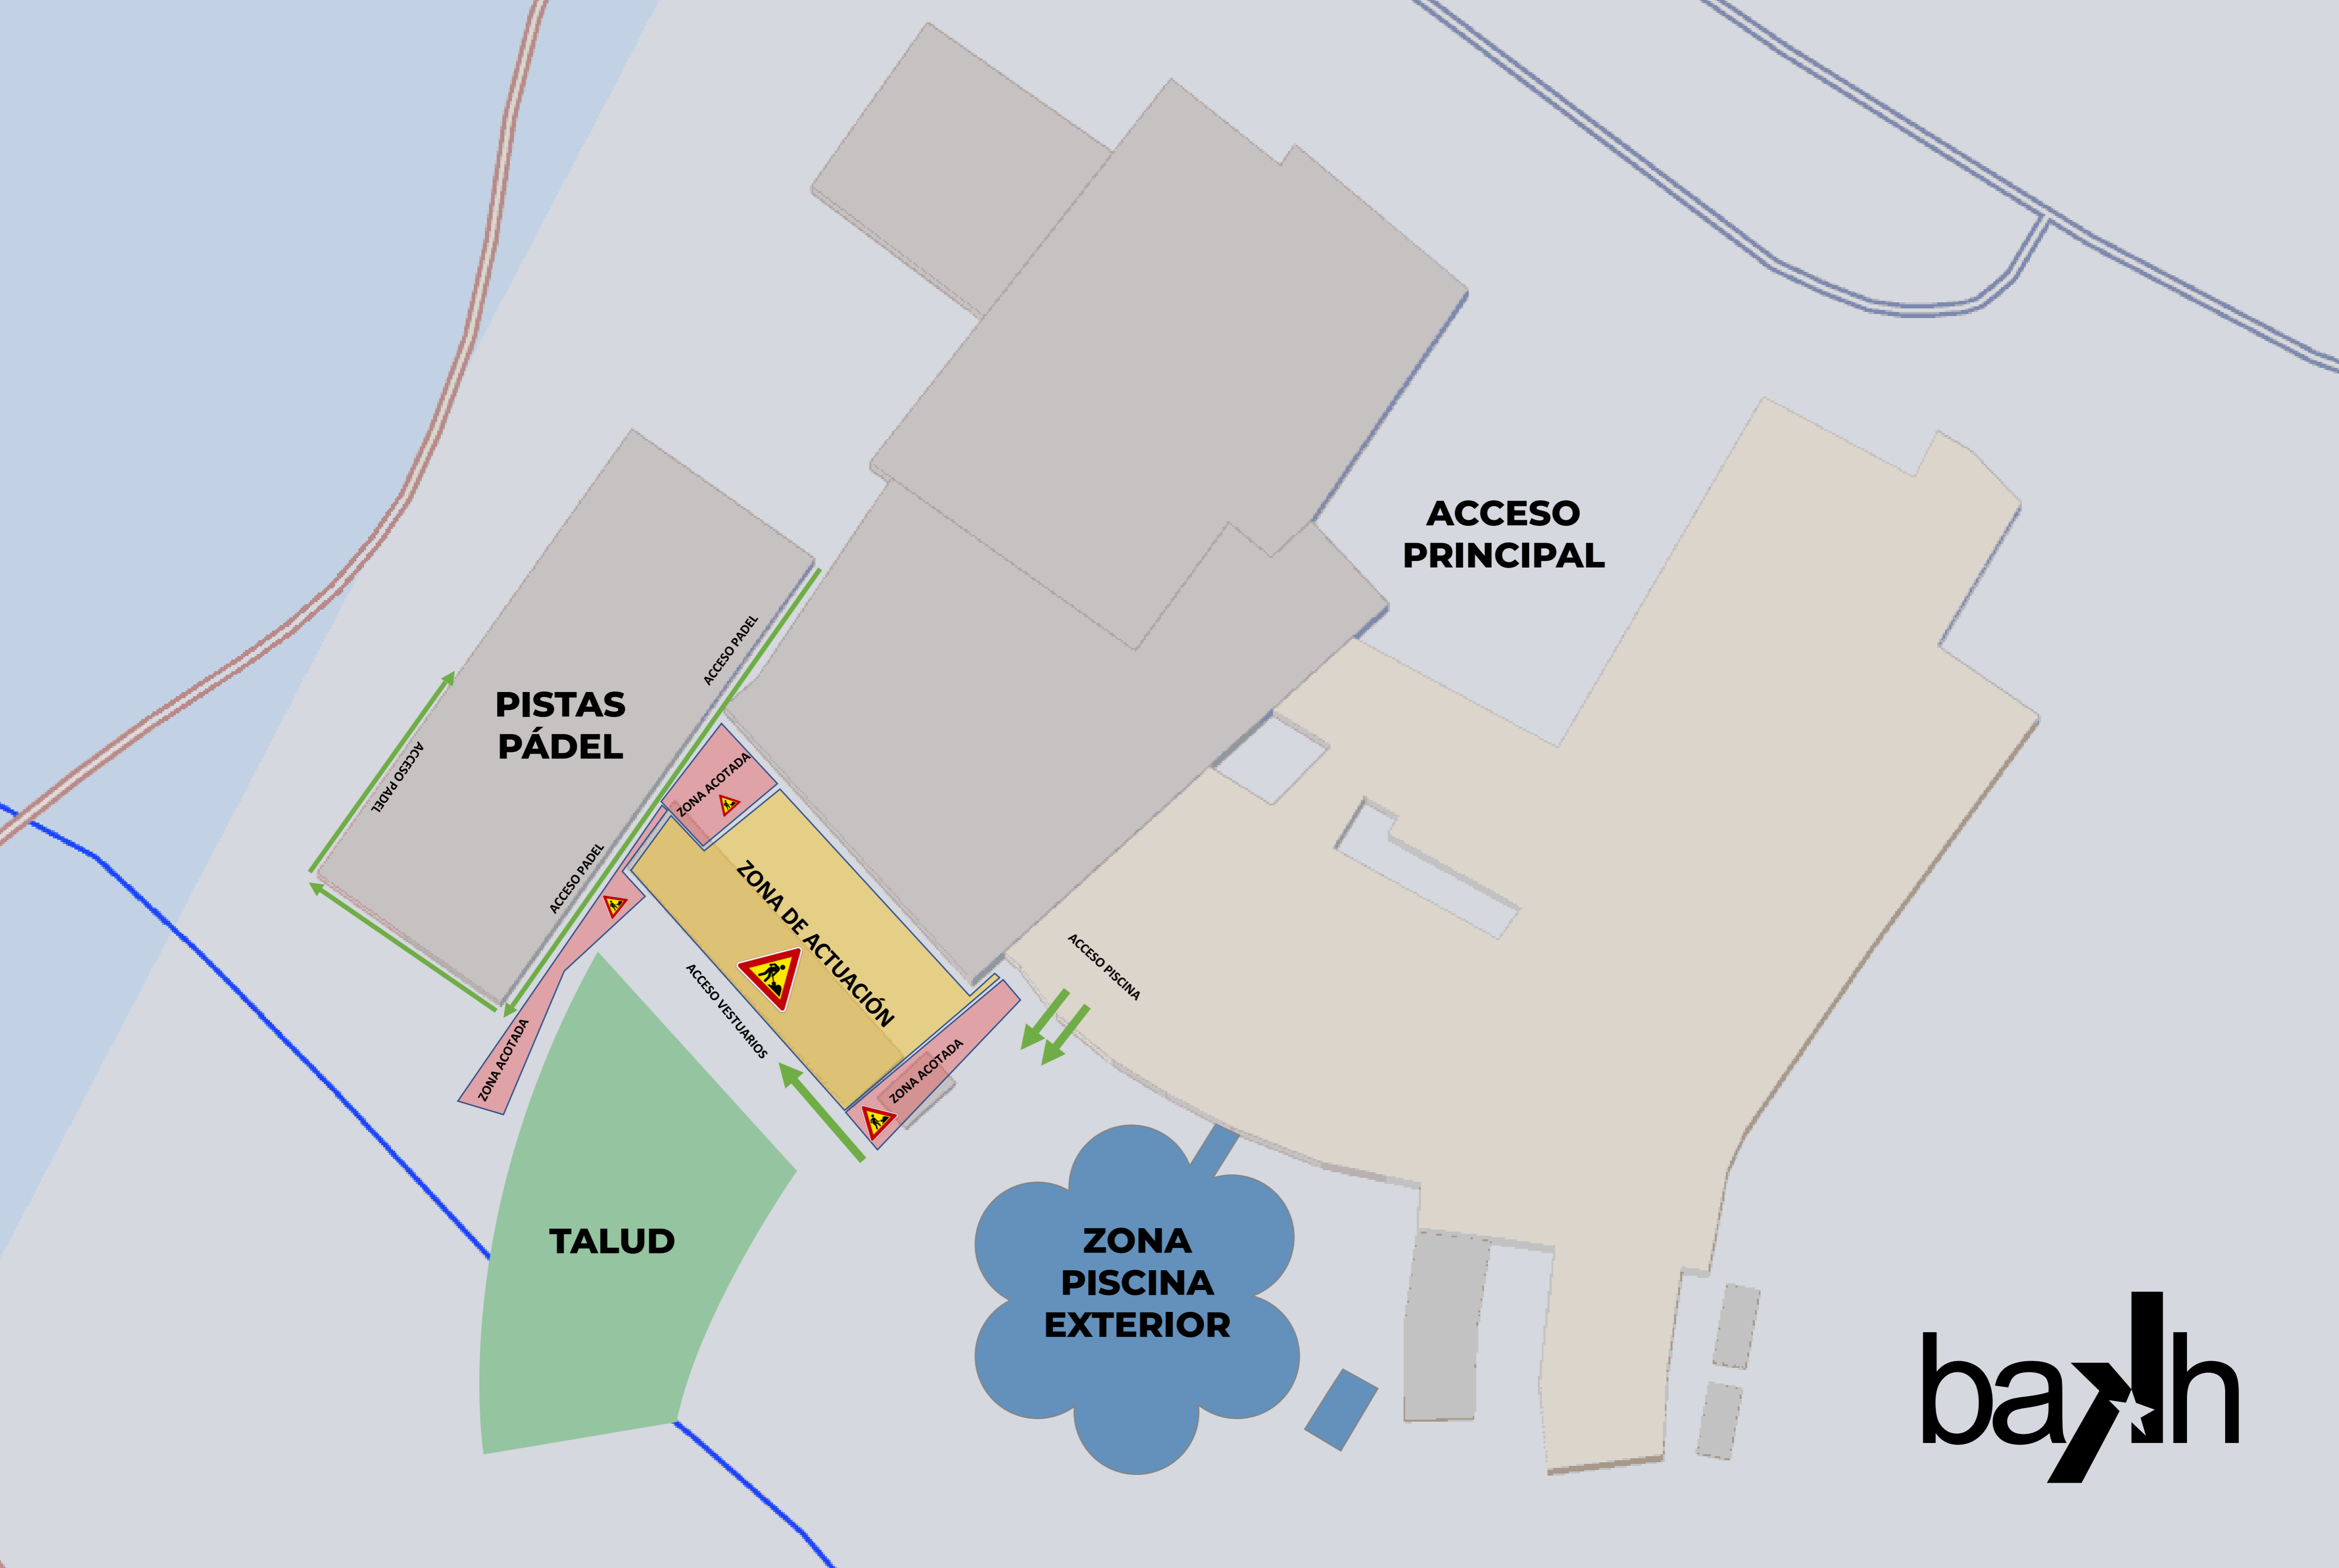 ACCESO
PRINCIPAL
ACCESO PADEL
PISTAS
PÁDEL
ACCESO PADEL
ZONA ACOTADA
ACCESO PADEL
ZONA DE ACTUACIÓN
ACCESO VESTUARIOS
ACCESO PISCINA
ZONA ACOTADA
ZONA ACOTADA
TALUD
ZONA
PISCINA
EXTERIOR
bakh